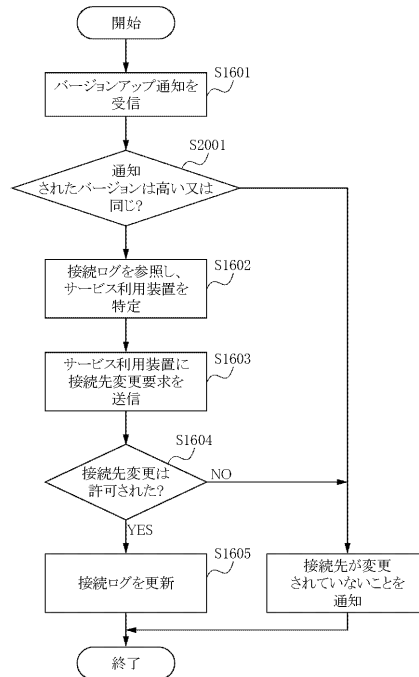 開始
S1601
バージョンアップ通知を
受信
S2001
通知
されたバージョンは高い又は
同じ?
S1602
接続ログを参照し、
サービス利用装置を
特定
S1603
サービス利用装置に
接続先変更要求を
送信
S1604
接続先変更は
許可された?
NO
YES
S1605
接続ログを更新
接続先が変更
されていないことを
通知
終了